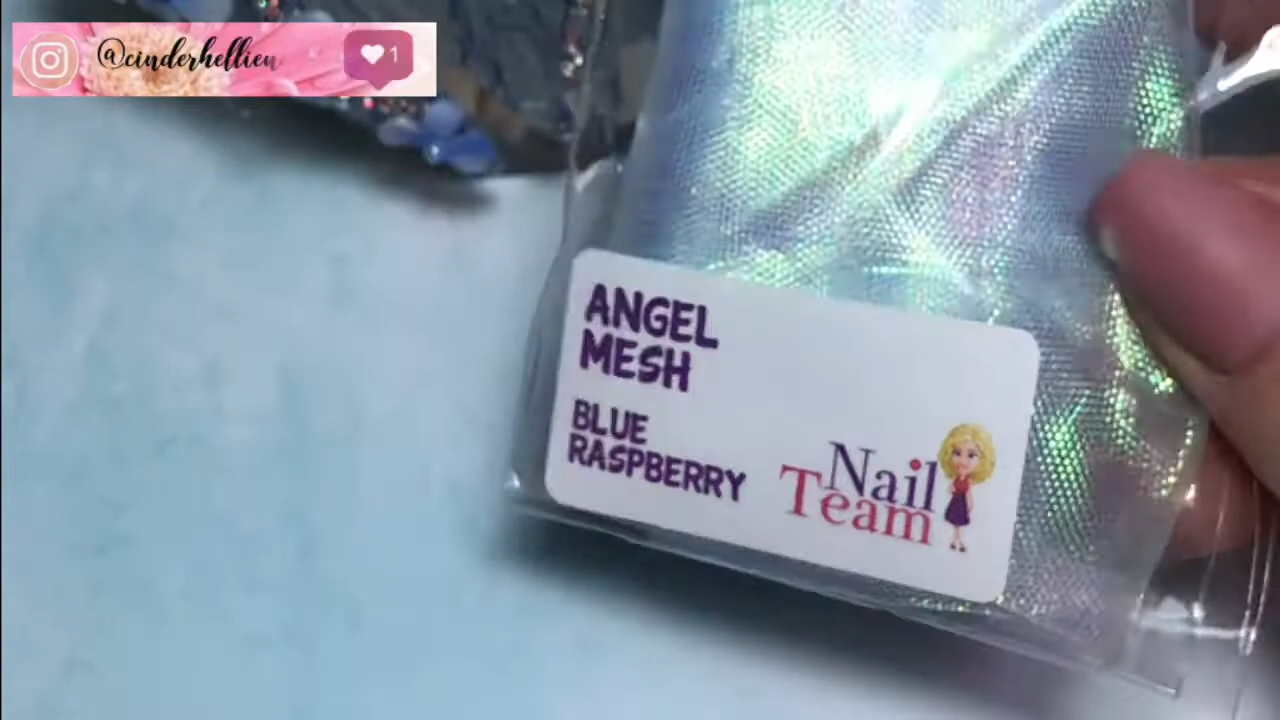 @cinderhellien
1
ANGEL
MESH
BLUE
RASPBERRY
Nail
Team